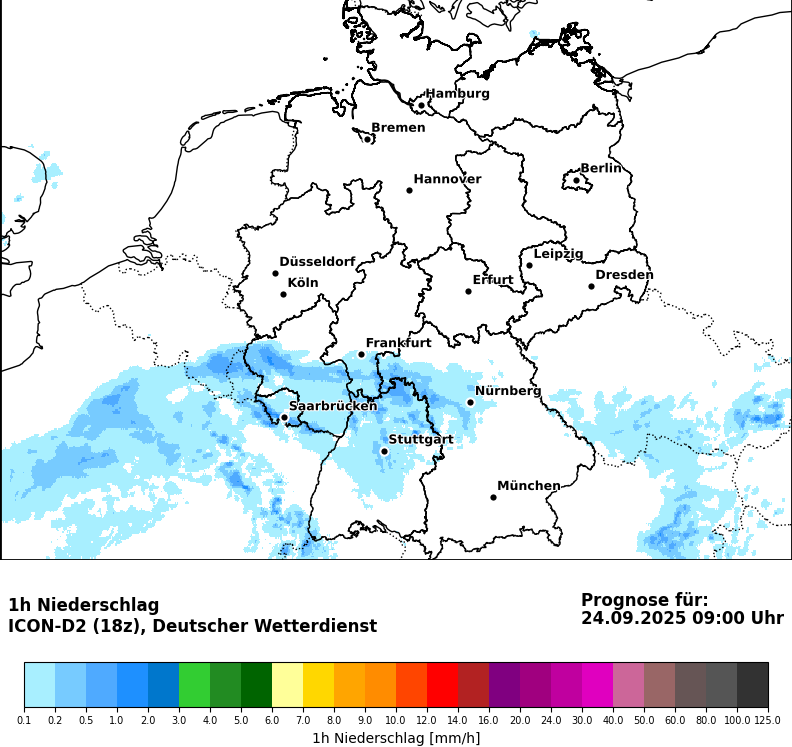 Hamburg
Bremen
Berlin
Hannover
Leipzig
Düsseldorf
Dresden
Köln
Erfurt
Frankfurt
Nürnberg
Saarbrücken
Stuttgart
München
1h Niederschlag
ICON-D2 (18z), Deutscher Wetterdienst
Prognose für:
24.09.2025 09:00 Uhr
0.1 0.2 0.5 1.0 2.0 3.0 4.0 5.0 6.0 7.0 8.0 9.0 10.0 12.0 14.0 16.0 20.0 24.0 30.0 40.0 50.0 60.0 80.0 100.0 125.0
1h Niederschlag [mm/h]